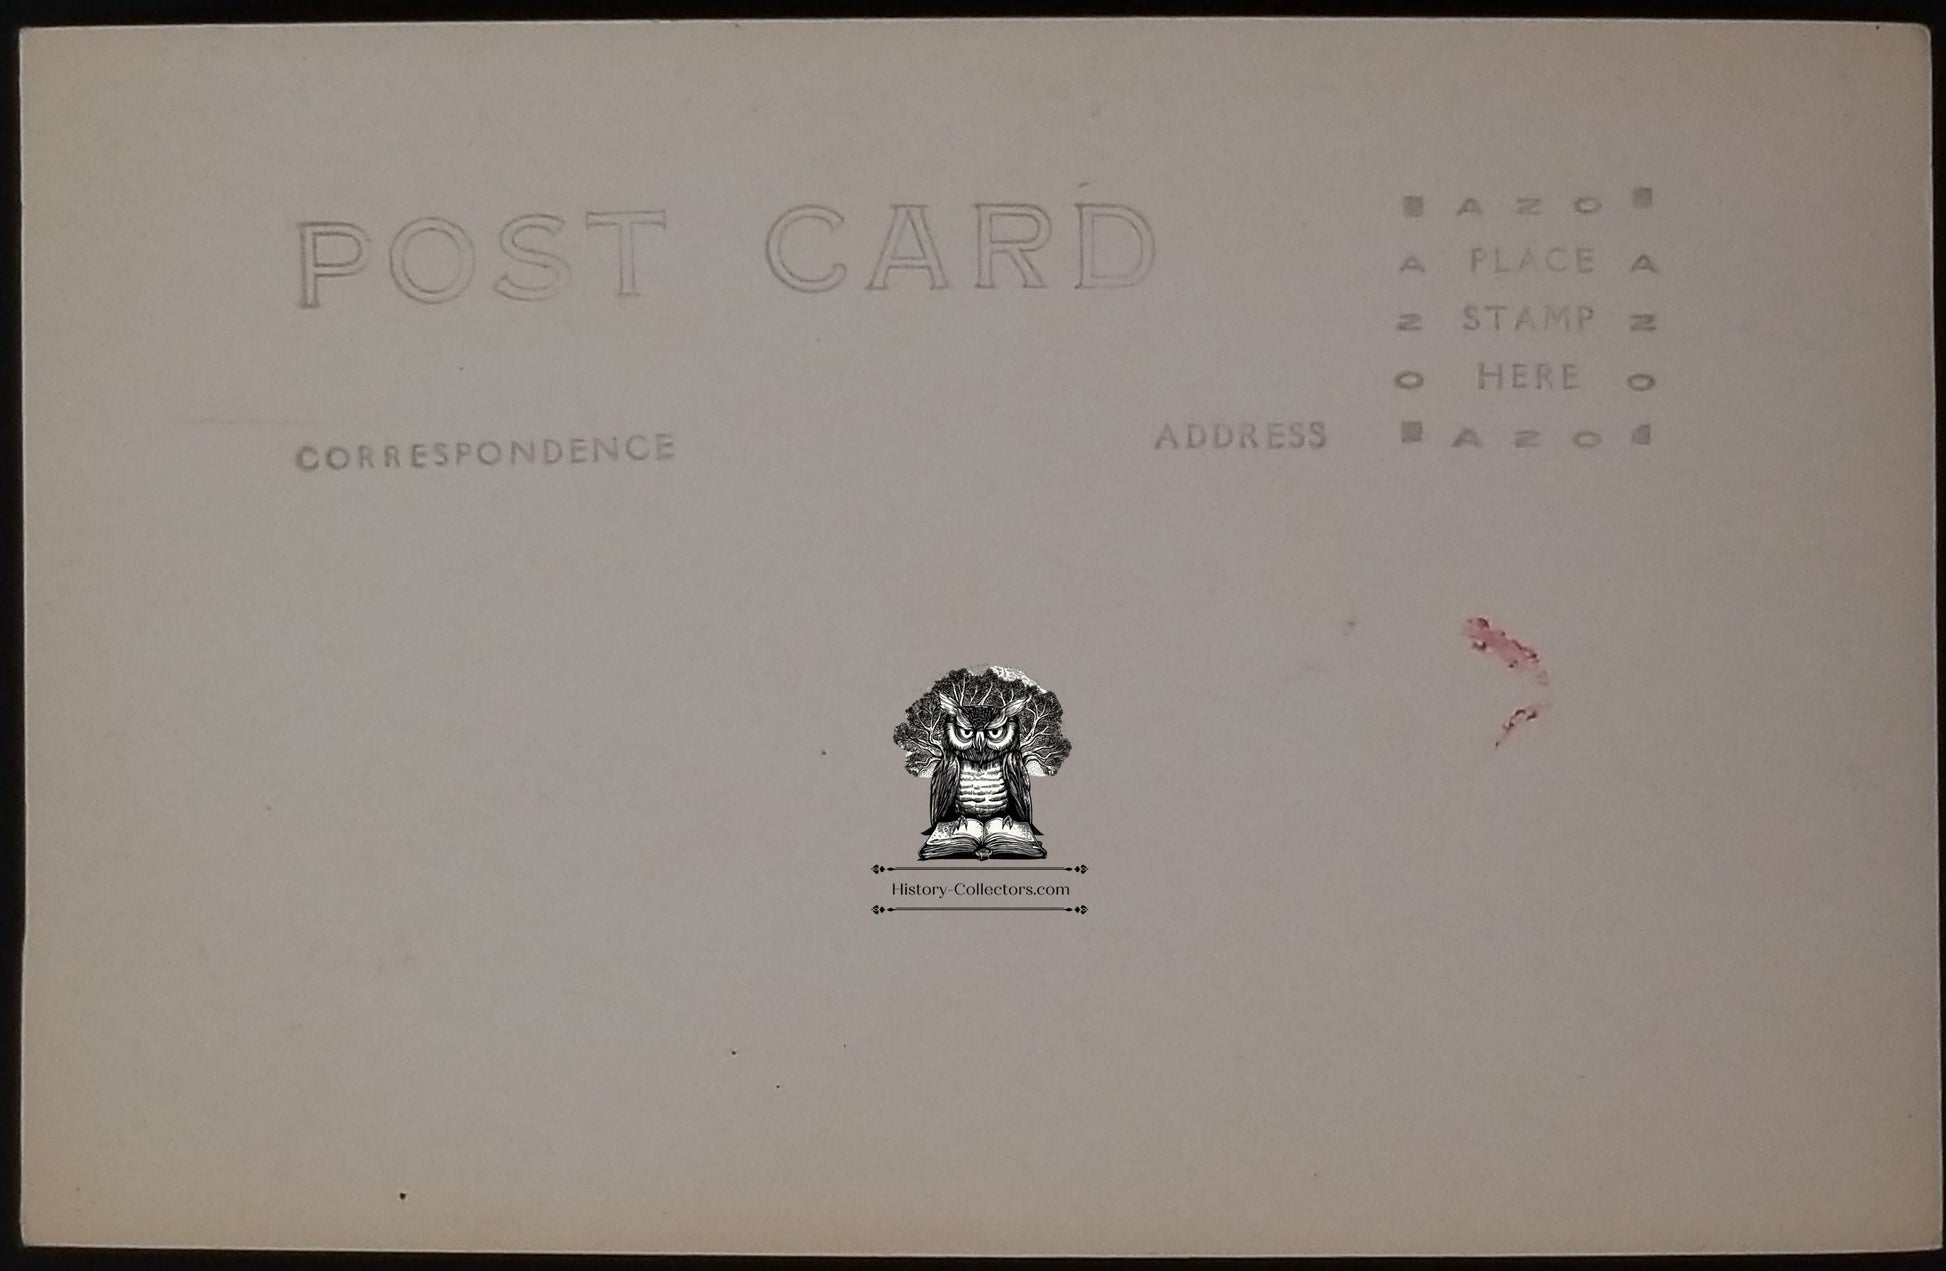 POST CARD
AZO
A PLACE A
Z STAMP Z
O HERE O
AZO
CORRESPONDENCE
ADDRESS
History-Collectors.com